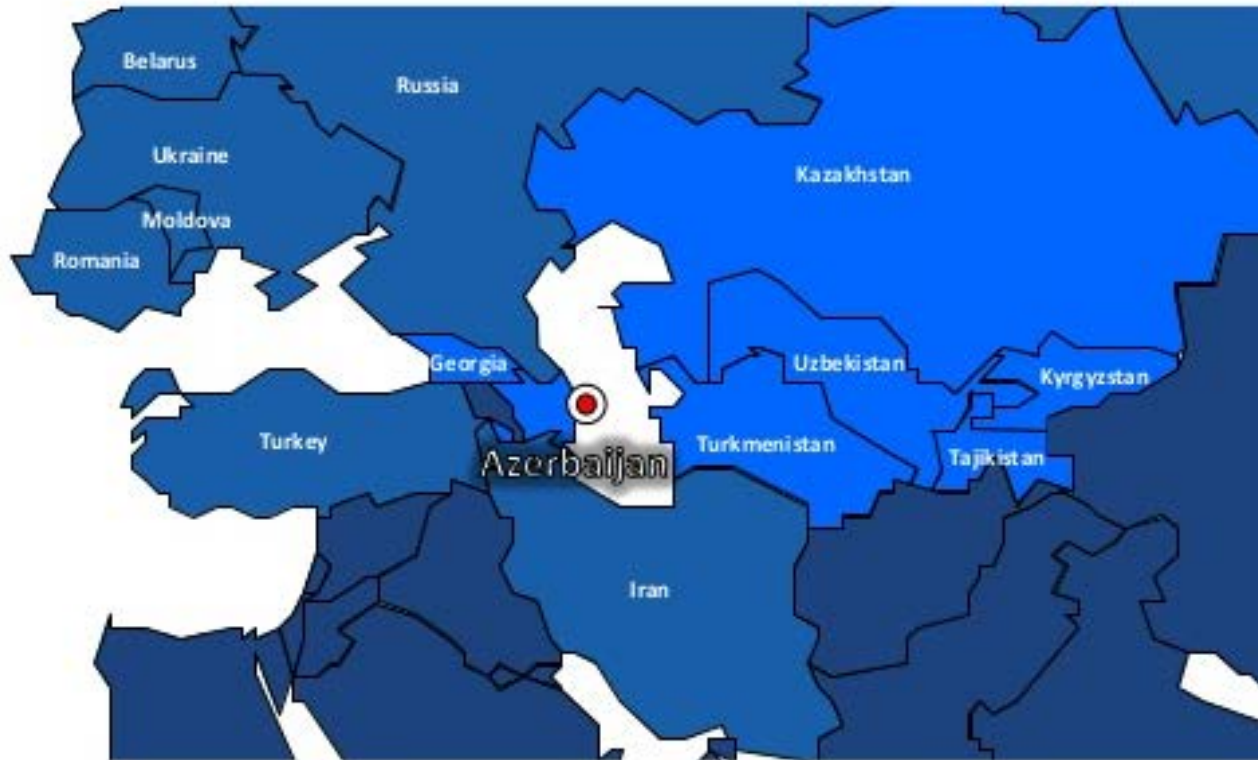 Belarus
Russia
Ukraine
Kazakhstan
Moldova
Romania
Georgia
Uzbekistan
Kyrgyzstan
Turkey
Turkmenistan
Azerbaijan
Tajikistan
Iran